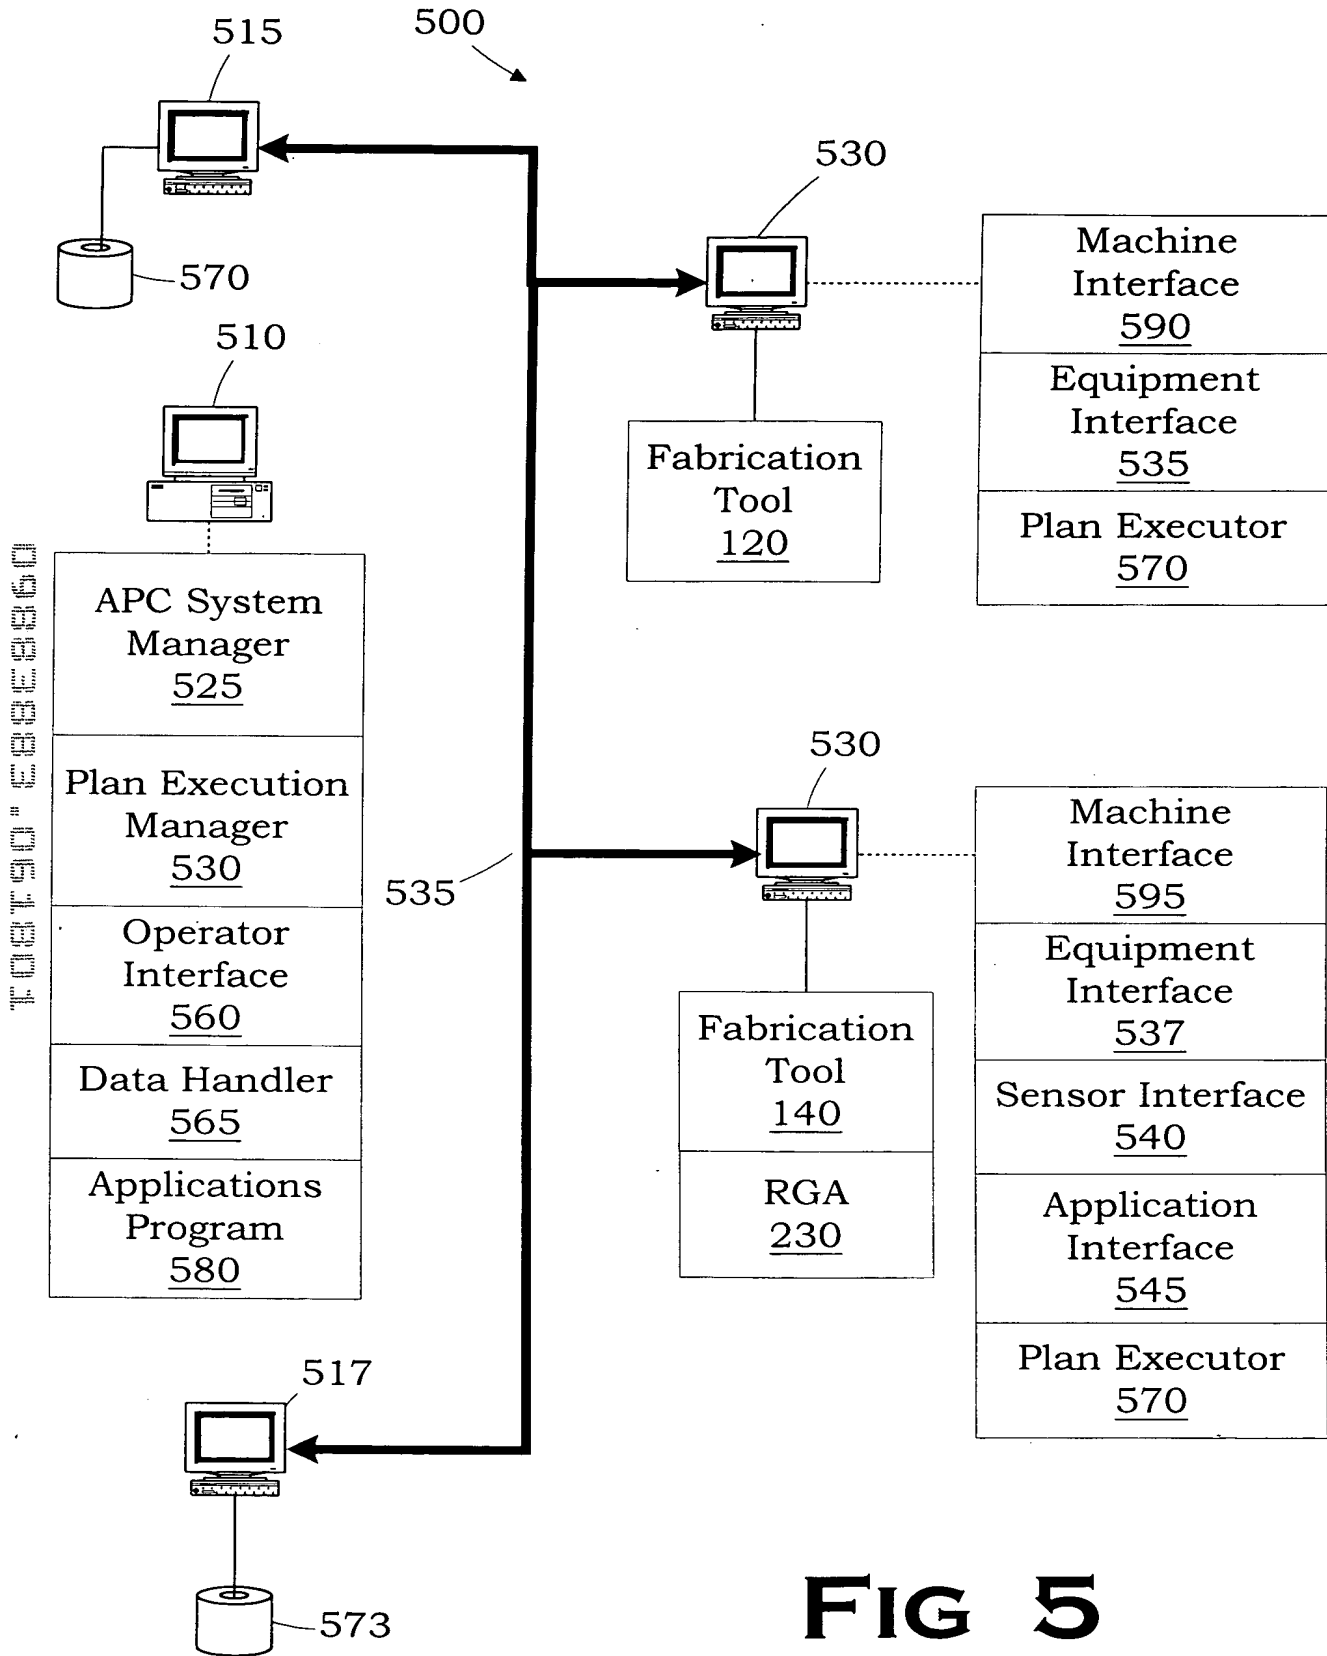 515
500
530
570
510
Machine
Interface
590
Equipment
Interface
535
Plan Executor
570
Fabrication
Tool
120
APC System
Manager
525
Plan Execution
Manager
530
Operator
Interface
560
Data Handler
565
Applications
Program
580
535
530
Machine
Interface
595
Equipment
Interface
537
Sensor Interface
540
Application
Interface
545
Plan Executor
570
Fabrication
Tool
140
RGA
230
517
573
FIG 5